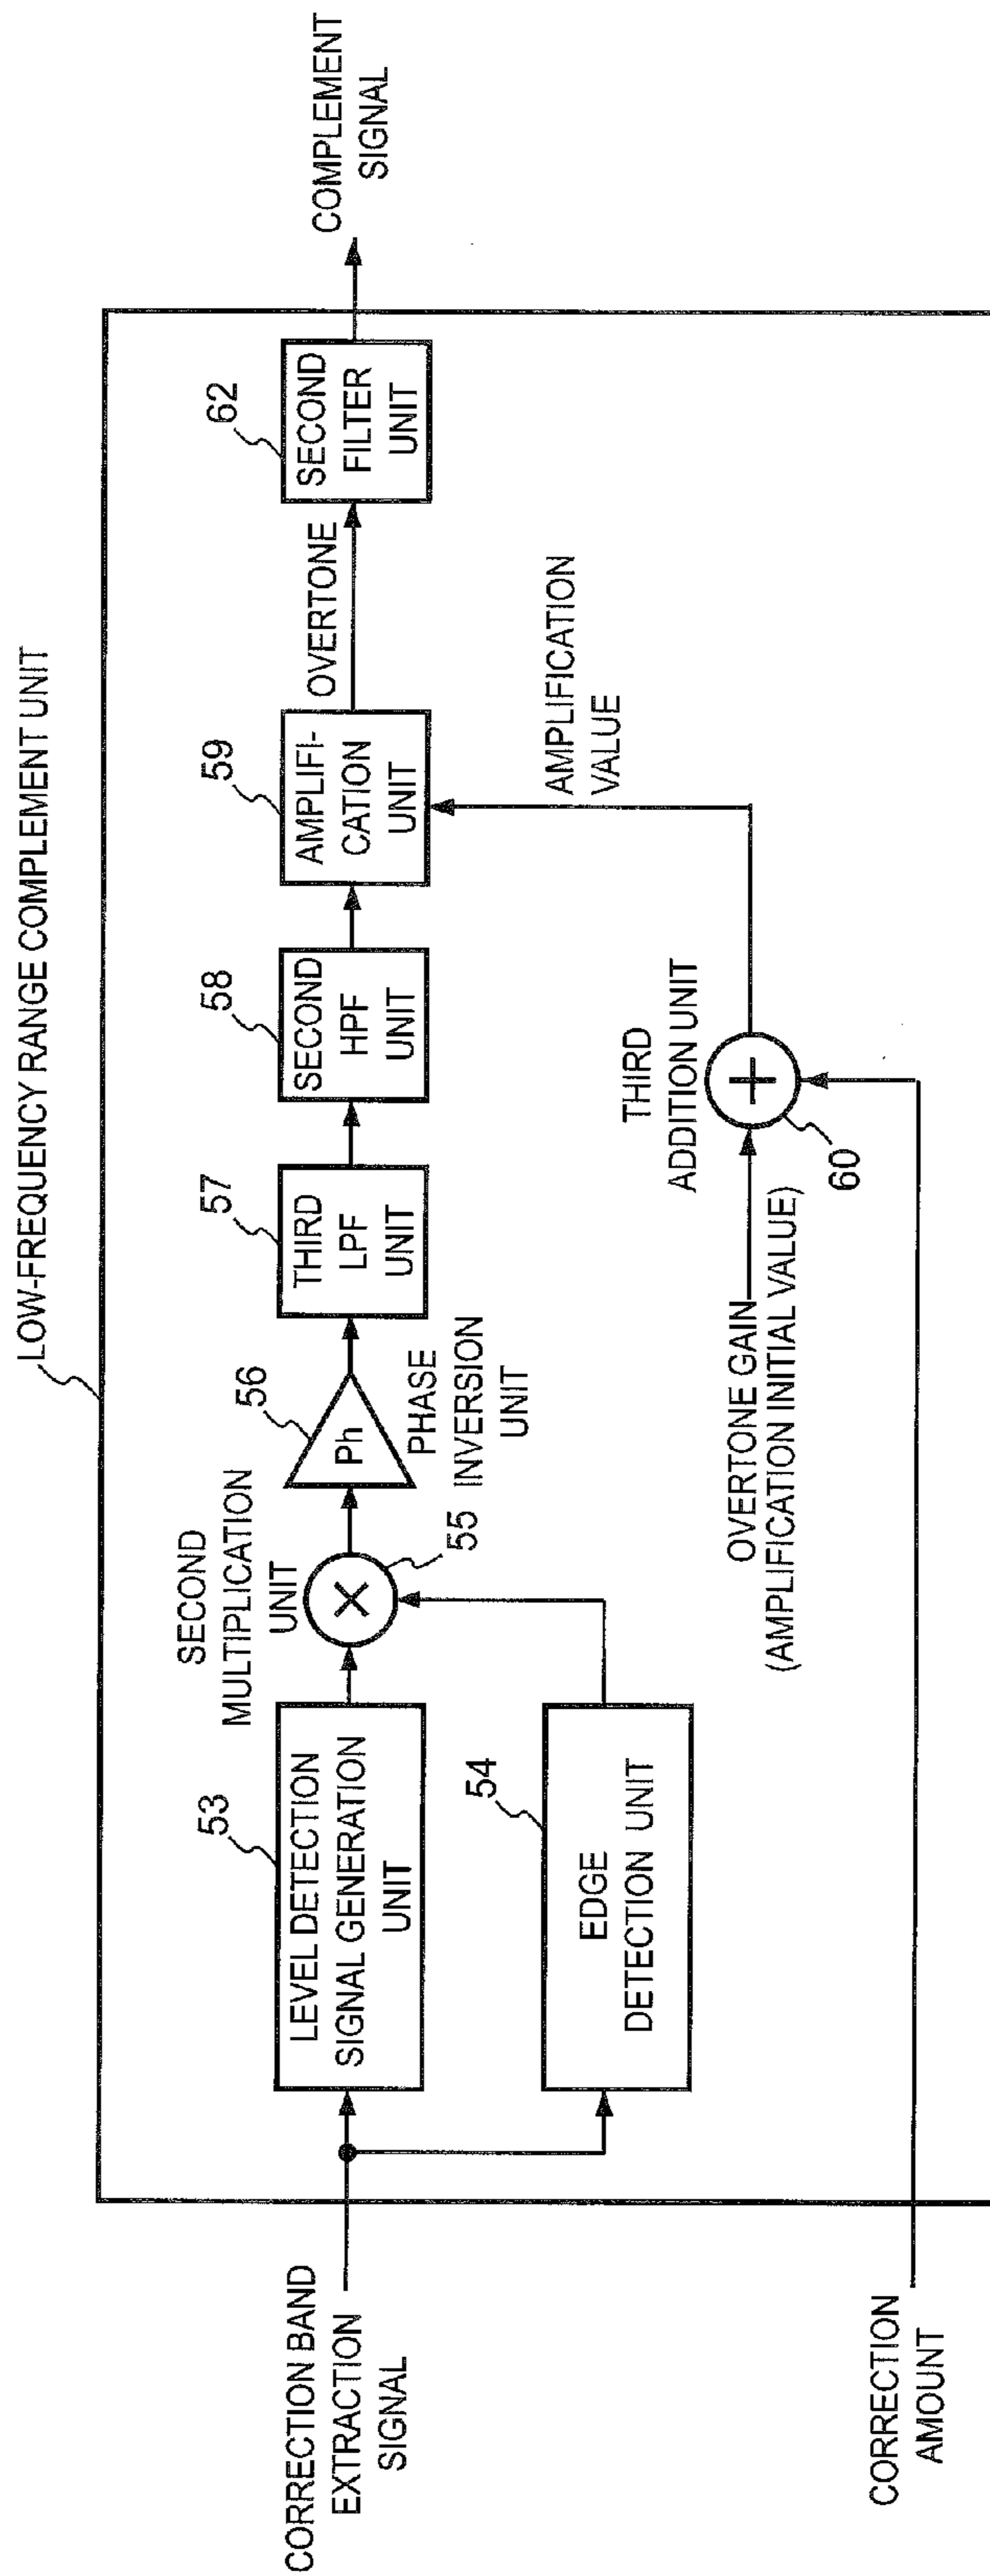 LOW-FREQUENCY RANGE COMPLEMENT UNIT
CORRECTION BAND
EXTRACTION
SIGNAL
53
LEVEL DETECTION
SIGNAL GENERATION
UNIT
54
EDGE
DETECTION UNIT
SECOND
MULTIPLICATION
UNIT
×
55
56
Ph
PHASE
INVERSION
UNIT
57
THIRD
LPF
UNIT
58
SECOND
HPF
UNIT
59
AMPLIFI-
CATION
UNIT
OVERTONE
62
SECOND
FILTER
UNIT
COMPLEMENT
SIGNAL
AMPLIFICATION
VALUE
THIRD
ADDITION UNIT
+
60
OVERTONE GAIN
(AMPLIFICATION INITIAL VALUE)
CORRECTION
AMOUNT